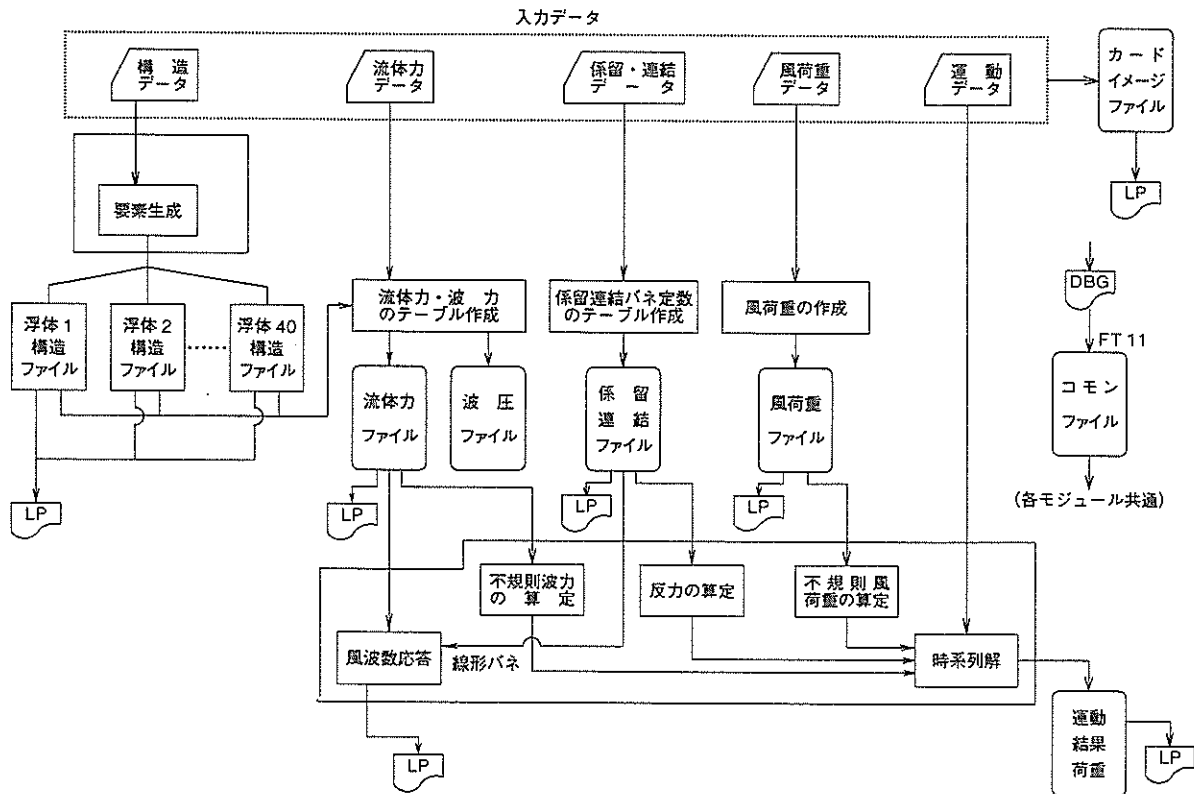 入力データ
構造
データ
流体力
データ
係留・連結
データ
風荷重
データ
運動
データ
カード
イメージ
ファイル
LP
要素生成
浮体1
構造
ファイル
浮体2
構造
ファイル
……
浮体40
構造
ファイル
LP
流体力・波力
のテーブル作成
係留連結バネ定数
のテーブル作成
風荷重の作成
DBG
FT11
コモン
ファイル
(各モジュール共通)
流体力
ファイル
波圧
ファイル
係留
連結
ファイル
風荷重
ファイル
LP
LP
LP
不規則波力
の算定
反力の算定
不規則風
荷重の算定
風波数応答
線形バネ
時系列解
LP
運動
結果
荷重
LP